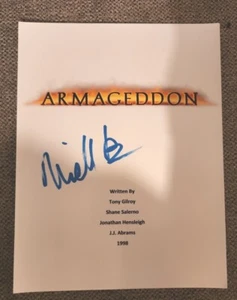 ARMAGEDDON
Written By
Tony Gilroy
Shane Salerno
Jonathan Hensleigh
J.J. Abrams
1998